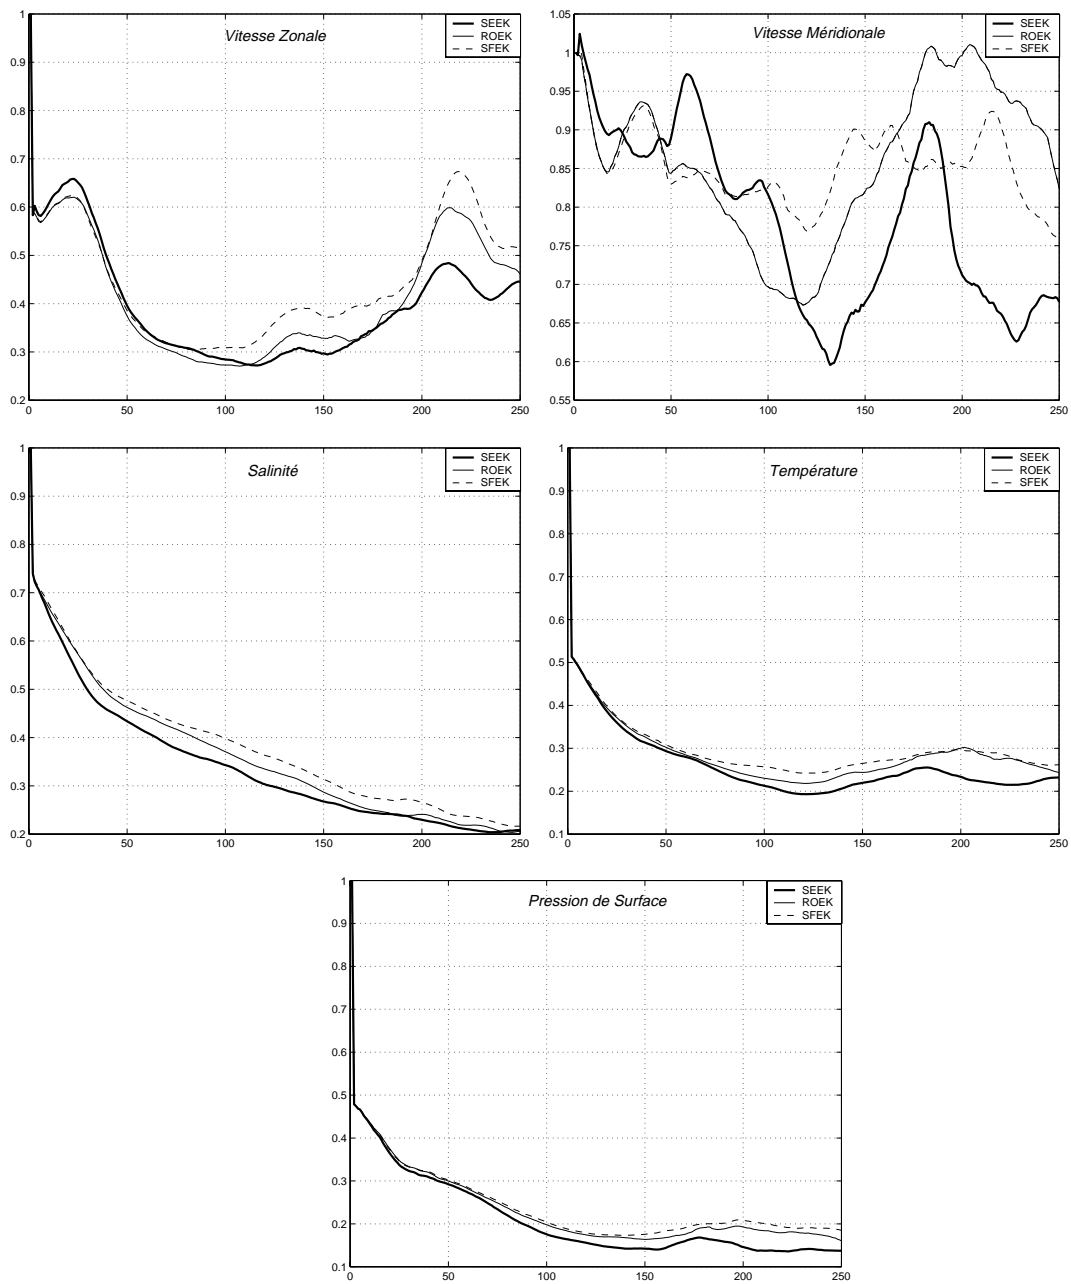 Vitesse Zonale
SEEK
ROEK
SFEK
1
0.9
0.8
0.7
0.6
0.5
0.4
0.3
0.2
0 50 100 150 200 250
Vitesse Méridionale
SEEK
ROEK
SFEK
1.05
1
0.95
0.9
0.85
0.8
0.75
0.7
0.65
0.6
0.55
0 50 100 150 200 250
Salinité
SEEK
ROEK
SFEK
1
0.9
0.8
0.7
0.6
0.5
0.4
0.3
0.2
0 50 100 150 200 250
Température
SEEK
ROEK
SFEK
1
0.9
0.8
0.7
0.6
0.5
0.4
0.3
0.2
0.1
0 50 100 150 200 250
Pression de Surface
SEEK
ROEK
SFEK
1
0.9
0.8
0.7
0.6
0.5
0.4
0.3
0.2
0.1
0 50 100 150 200 250